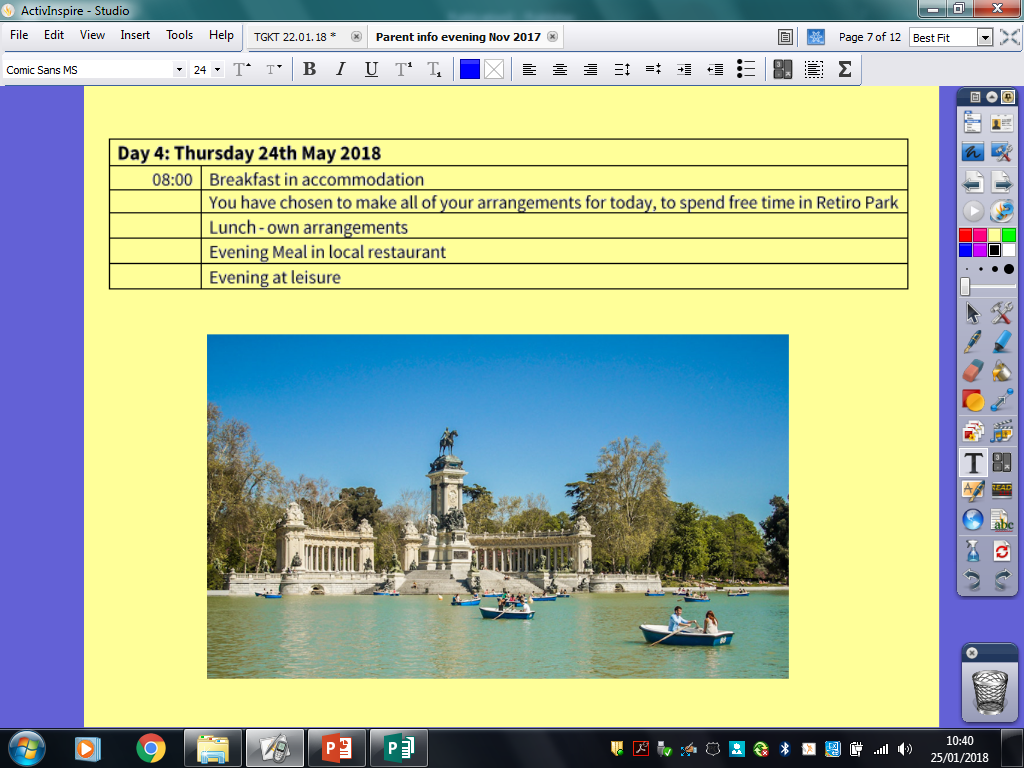 ActivInspire - Studio
File Edit View Insert Tools Help
TGKT 22.01.18 *
Parent info evening Nov 2017
Page 7 of 12
Best Fit
Comic Sans MS
24
Day 4: Thursday 24th May 2018
08:00 Breakfast in accommodation
You have chosen to make all of your arrangements for today, to spend free time in Retiro Park
Lunch - own arrangements
Evening Meal in local restaurant
Evening at leisure
10:40
25/01/2018